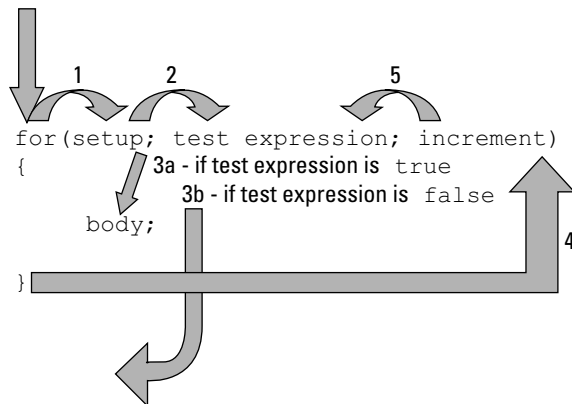 1 2 5
for(setup; test expression; increment)
{ 3a - if test expression is true
3b - if test expression is false
body;
4
}